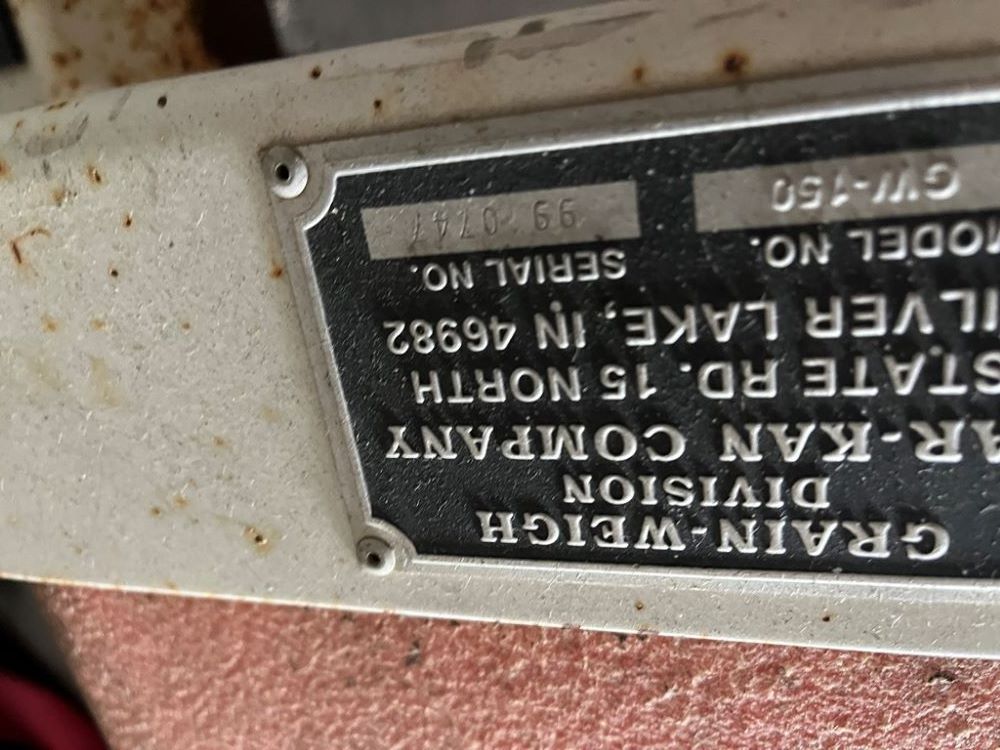 GRAIN-WEIGH
DIVISION
AR-KAN COMPANY
STATE RD. 15 NORTH
ILVER LAKE, IN 46982
MODEL NO. SERIAL NO.
GW-150 99 0747